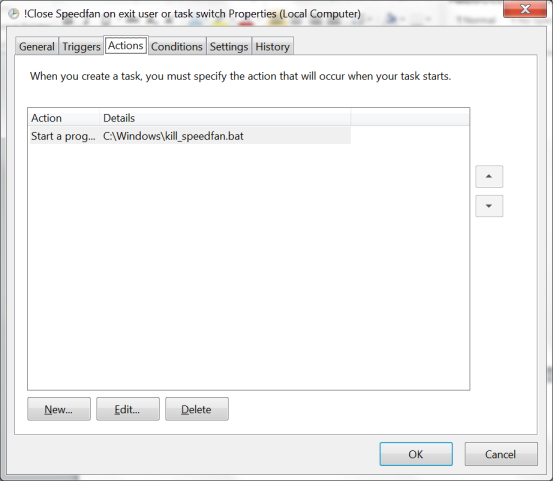 !Close Speedfan on exit user or task switch Properties (Local Computer)
General Triggers Actions Conditions Settings History
When you create a task, you must specify the action that will occur when your task starts.
Action Details
Start a prog... C:\Windows\kill_speedfan.bat
New... Edit... Delete
OK Cancel